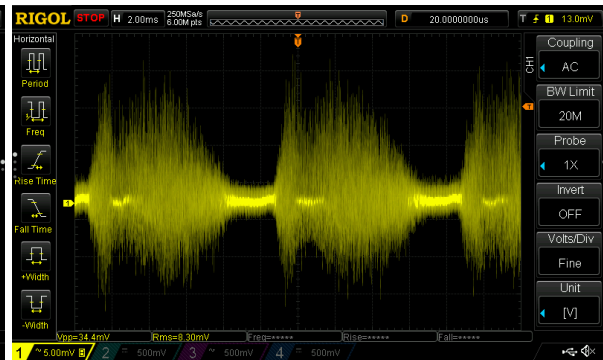 RIGOL STOP H 2.00ms 250MSa/s 6.00M pts D 20.0000000us T 1 13.0mV
Horizontal
Period
Freq
Rise Time
Fall Time
+Width
-Width
1
T
CH1
Coupling
AC
BW Limit
20M
Probe
1X
Invert
OFF
Volts/Div
Fine
Unit
[V]
Vpp=34.4mV Rms=8.30mV Freq=***** Rise=***** Fall=*****
1 ~ 5.00mV B 2 = 500mV 3 ~ 500mV 4 = 500mV